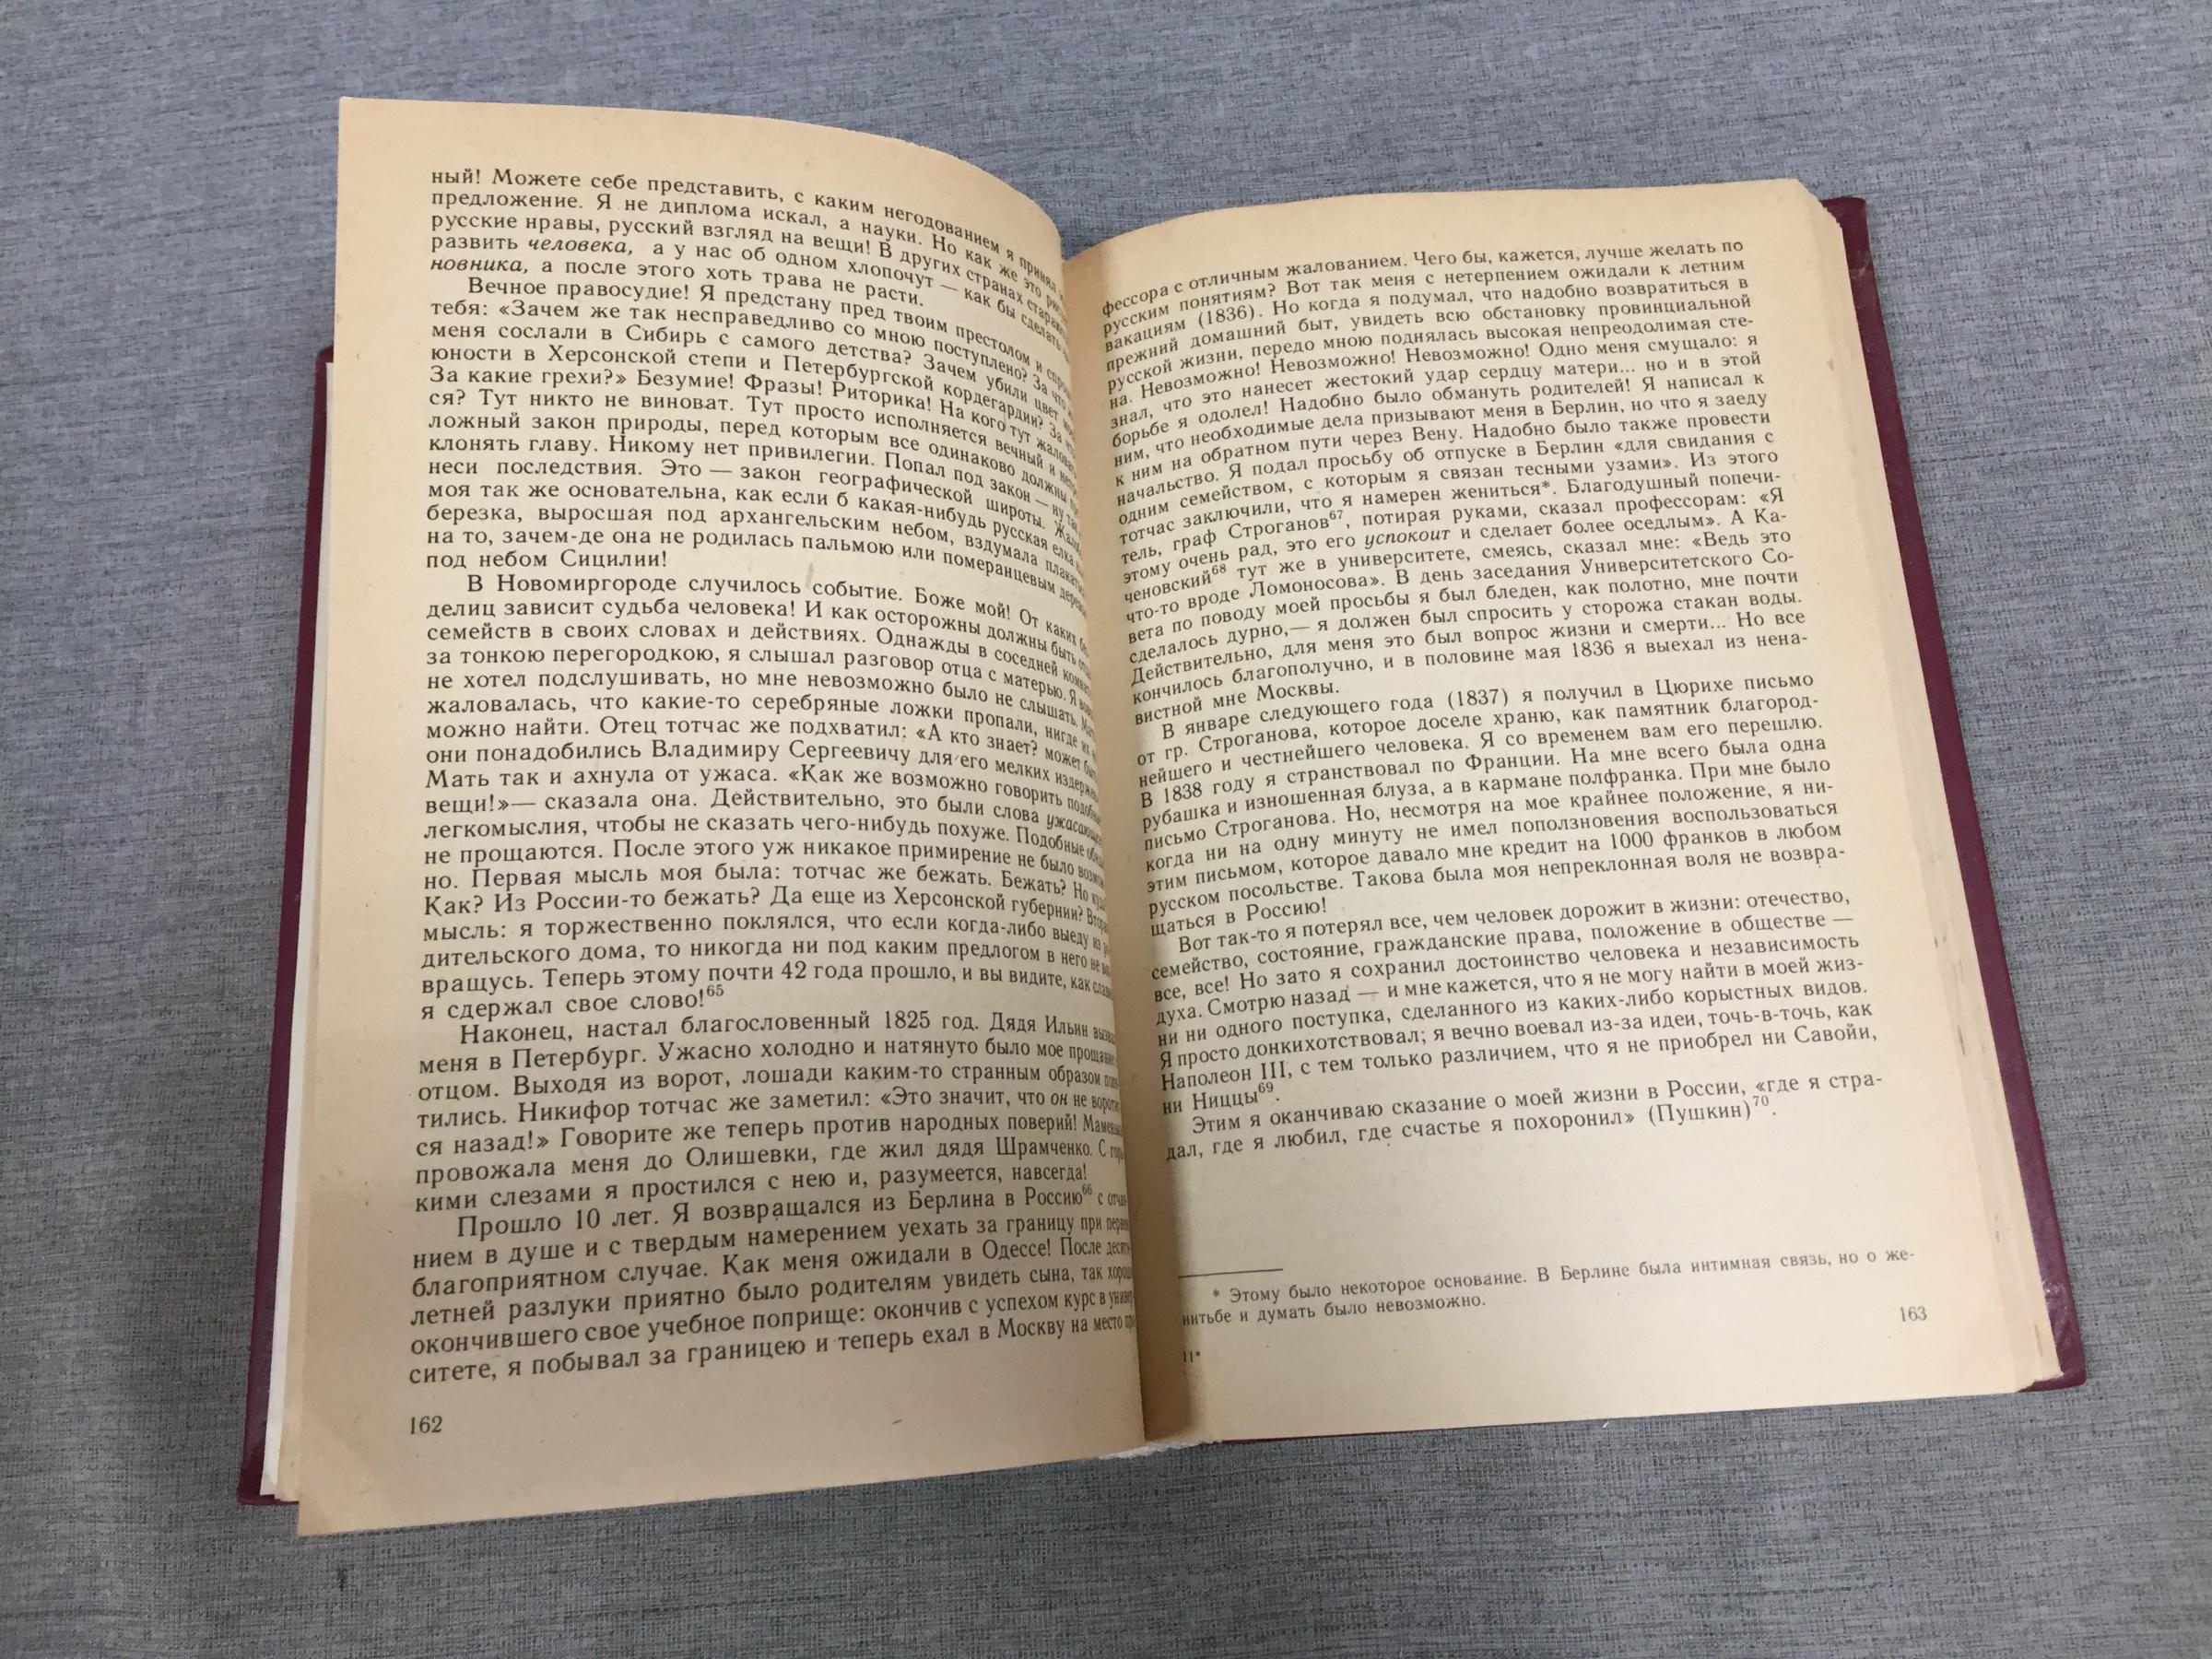 ный! Можете себе представить, с каким негодованием я принял
предложение. Я не диплома искал, а науки. Но как же это
русские нравы, русский взгляд на вещи! В других странах
развить человека, а у нас об одном хлопочут — как бы сделать
новника, а после этого хоть трава не расти.
Вечное правосудие! Я предстану пред твоим престолом и
тебя: «Зачем же так несправедливо со мною поступлено? За что
меня сослали в Сибирь с самого детства? Зачем убили цвет
юности в Херсонской степи и Петербургской кордегардии? За
За какие грехи?» Безумие! Фразы! Риторика! На кого тут
ся? Тут никто не виноват. Тут просто исполняется вечный и
ложный закон природы, перед которым все одинаково должны
клонять главу. Никому нет привилегии. Попал под закон — ну
неси последствия. Это — закон географической широты.
моя так же основательна, как если б какая-нибудь русская елка
березка, выросшая под архангельским небом, вздумала
на то, зачем-де она не родилась пальмою или померанцевым
под небом Сицилии!
В Новомиргороде случилось событие. Боже мой! От каких
делиц зависит судьба человека! И как осторожны должны быть
семейств в своих словах и действиях. Однажды в соседней
за тонкою перегородкою, я слышал разговор отца с матерью. Я
не хотел подслушивать, но мне невозможно было не слышать.
жаловалась, что какие-то серебряные ложки пропали, нигде их
можно найти. Отец тотчас же подхватил: «А кто знает? может
они понадобились Владимиру Сергеевичу для его мелких
Мать так и ахнула от ужаса. «Как же возможно говорить
вещи!»— сказала она. Действительно, это были слова
легкомыслия, чтобы не сказать чего-нибудь похуже. Подобные
не прощаются. После этого уж никакое примирение не было
но. Первая мысль моя была: тотчас же бежать. Бежать? Но
Как? Из России-то бежать? Да еще из Херсонской губернии?
мысль: я торжественно поклялся, что если когда-либо выеду из
дительского дома, то никогда ни под каким предлогом в него не
вращусь. Теперь этому почти 42 года прошло, и вы видите, как
я сдержал свое слово!65
Наконец, настал благословенный 1825 год. Дядя Ильин
меня в Петербург. Ужасно холодно и натянуто было мое
отцом. Выходя из ворот, лошади каким-то странным образом
тились. Никифор тотчас же заметил: «Это значит, что он не
ся назад!» Говорите же теперь против народных поверий!
провожала меня до Олишевки, где жил дядя Шрамченко. С
кими слезами я простился с нею и, разумеется, навсегда!
Прошло 10 лет. Я возвращался из Берлина в Россию66 с
нием в душе и с твердым намерением уехать за границу при
благоприятном случае. Как меня ожидали в Одессе! После
летней разлуки приятно было родителям увидеть сына, так
окончившего свое учебное поприще: окончив с успехом курс в
ситете, я побывал за границею и теперь ехал в Москву на место
162
фессора с отличным жалованием. Чего бы, кажется, лучше желать по
русским понятиям? Вот так меня с нетерпением ожидали к летним
вакациям (1836). Но когда я подумал, что надобно возвратиться в
прежний домашний быт, увидеть всю обстановку провинциальной
русской жизни, передо мною поднялась высокая непреодолимая сте-
на. Невозможно! Невозможно! Невозможно! Одно меня смущало: я
знал, что это нанесет жестокий удар сердцу матери... но и в этой
борьбе я одолел! Надобно было обмануть родителей! Я написал к
ним, что необходимые дела призывают меня в Берлин, но что я заеду
к ним на обратном пути через Вену. Надобно было также провести
начальство. Я подал просьбу об отпуске в Берлин «для свидания с
одним семейством, с которым я связан тесными узами». Из этого
тотчас заключили, что я намерен жениться*. Благодушный попечи-
тель, граф Строганов67, потирая руками, сказал профессорам: «Я
этому очень рад, это его успокоит и сделает более оседлым». А Ка-
ченовский68 тут же в университете, смеясь, сказал мне: «Ведь это
что-то вроде Ломоносова». В день заседания Университетского Со-
вета по поводу моей просьбы я был бледен, как полотно, мне почти
сделалось дурно,— я должен был спросить у сторожа стакан воды.
Действительно, для меня это был вопрос жизни и смерти... Но все
кончилось благополучно, и в половине мая 1836 я выехал из нена-
вистной мне Москвы.
В январе следующего года (1837) я получил в Цюрихе письмо
от гр. Строганова, которое доселе храню, как памятник благород-
нейшего и честнейшего человека. Я со временем вам его перешлю.
В 1838 году я странствовал по Франции. На мне всего была одна
рубашка и изношенная блуза, а в кармане полфранка. При мне было
письмо Строганова. Но, несмотря на мое крайнее положение, я ни-
когда ни на одну минуту не имел поползновения воспользоваться
этим письмом, которое давало мне кредит на 1000 франков в любом
русском посольстве. Такова была моя непреклонная воля не возвра-
щаться в Россию!
Вот так-то я потерял все, чем человек дорожит в жизни: отечество,
семейство, состояние, гражданские права, положение в обществе —
все, все! Но зато я сохранил достоинство человека и независимость
духа. Смотрю назад — и мне кажется, что я не могу найти в моей жиз-
ни ни одного поступка, сделанного из каких-либо корыстных видов.
Я просто донкихотствовал; я вечно воевал из-за идеи, точь-в-точь, как
Наполеон III, с тем только различием, что я не приобрел ни Савойи,
ни Ниццы69.
Этим я оканчиваю сказание о моей жизни в России, «где я стра-
дал, где я любил, где счастье я похоронил» (Пушкин)70.
* Этому было некоторое основание. В Берлине была интимная связь, но о же-
нитьбе и думать было невозможно.
11*
163